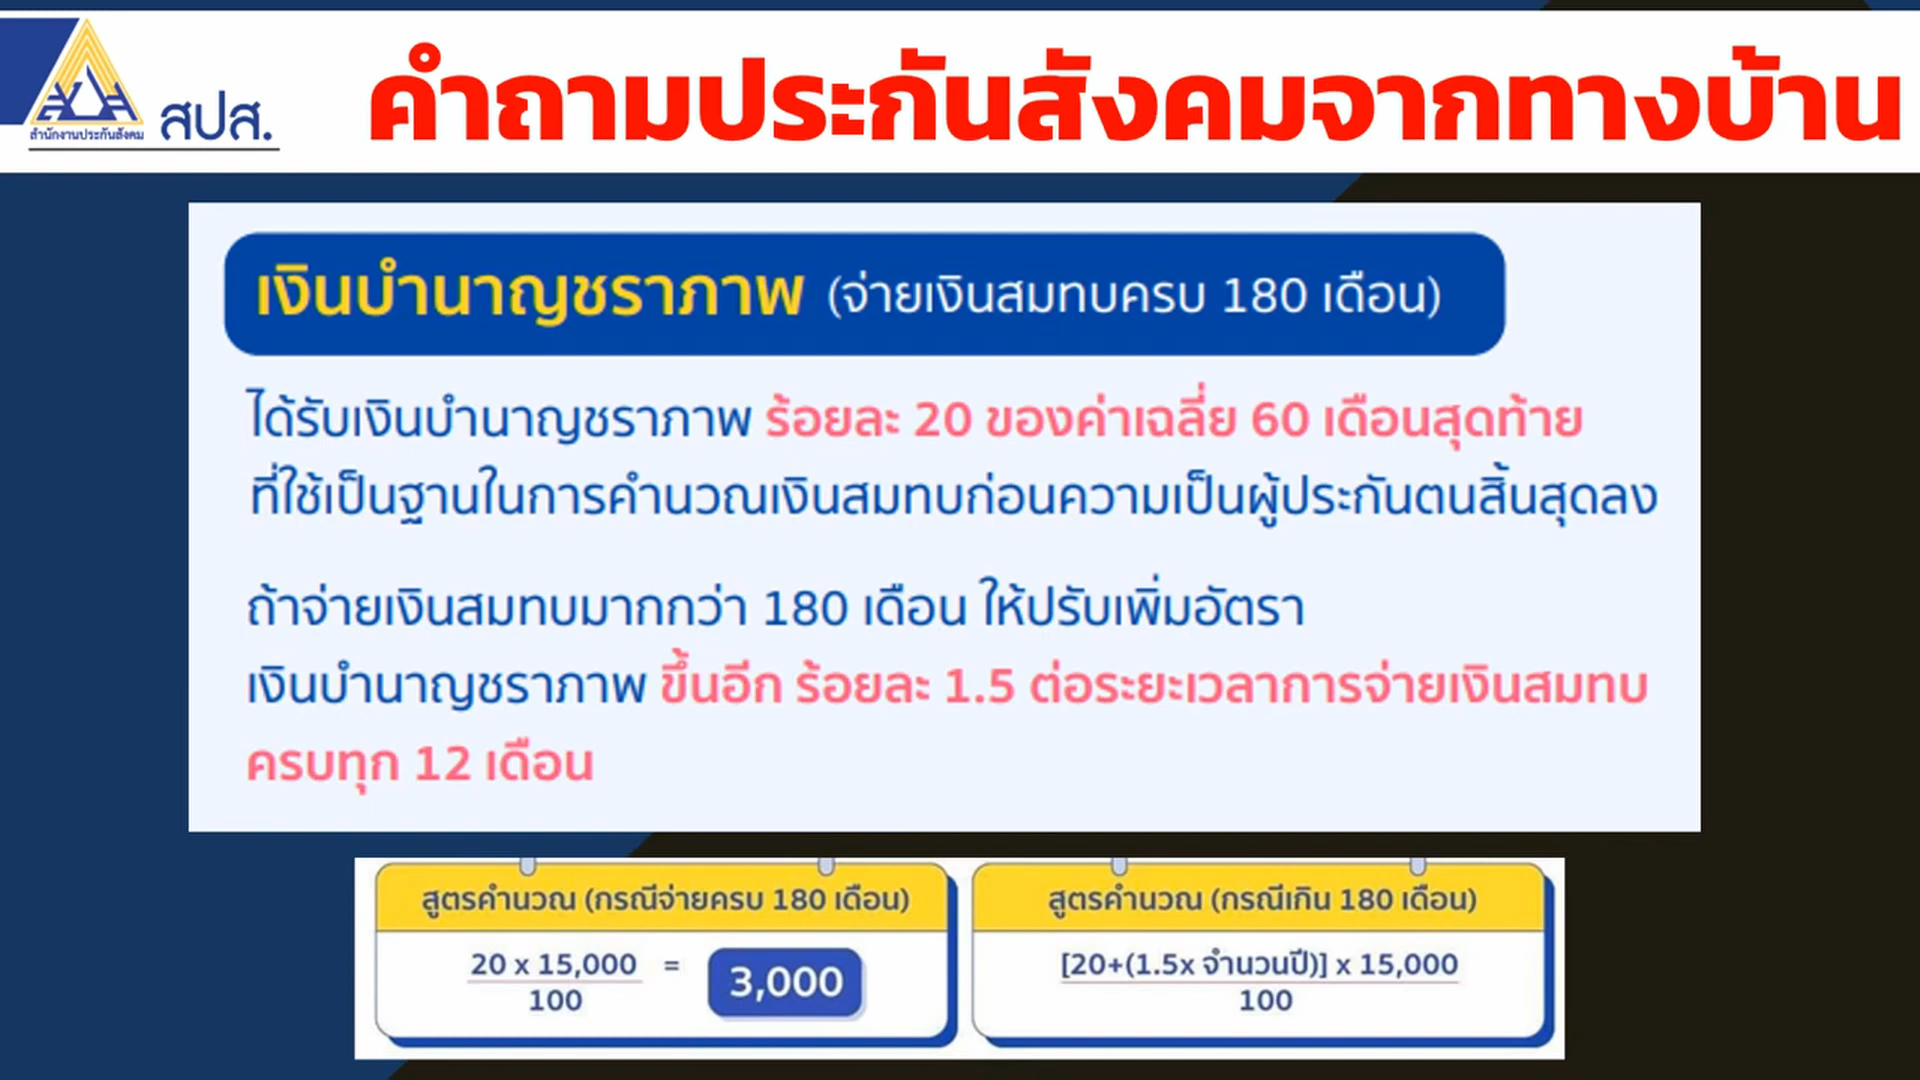 คำถามประกันสังคมจากทางบ้าน
สำนักงานประกันสังคม
สปส.
เงินบำนาญชราภาพ (จ่ายเงินสมทบครบ 180 เดือน)
ได้รับเงินบำนาญชราภาพ ร้อยละ 20 ของค่าเฉลี่ย 60 เดือนสุดท้าย
ที่ใช้เป็นฐานในการคำนวณเงินสมทบก่อนความเป็นผู้ประกันตนสิ้นสุดลง
ถ้าจ่ายเงินสมทบมากกว่า 180 เดือน ให้ปรับเพิ่มอัตรา
เงินบำนาญชราภาพ ขึ้นอีก ร้อยละ 1.5 ต่อระยะเวลาการจ่ายเงินสมทบ
ครบทุก 12 เดือน
สูตรคำนวณ (กรณีจ่ายครบ 180 เดือน)
20 x 15,000
100
=
3,000
สูตรคำนวณ (กรณีเกิน 180 เดือน)
[20+(1.5x จำนวนปี)] x 15,000
100